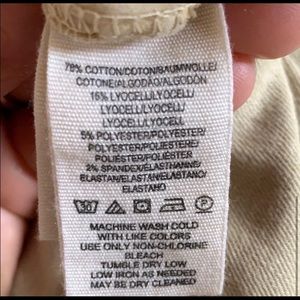 78% COTTON/COTON/BAUMWOLLE/
COTONE/ALGODÃO/ALGODÓN
15% LYOCELL/LYOCELL/
LYOCELL/LYOCELL/
LYOCELL/LYOCELL
5% POLYESTER/POLYESTER/
POLYESTER/POLIESTERE/
POLIÉSTER/POLIÉSTER
2% SPANDEX/ÉLASTHANNE/
ELASTAN/ELASTAN/ELASTANO/
ELASTANO
MACHINE WASH COLD
WITH LIKE COLORS
USE ONLY NON-CHLORINE
BLEACH
TUMBLE DRY LOW
LOW IRON AS NEEDED
MAY BE DRY CLEANED